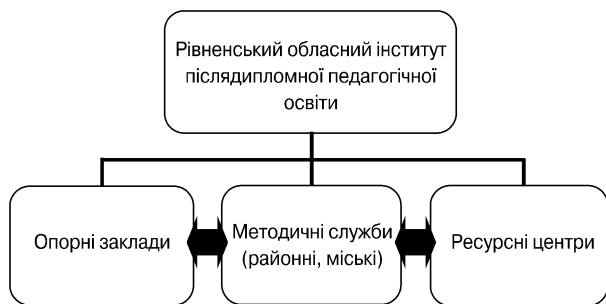 Рівненський обласний інститут
післядипломної педагогічної
освіти
Опорні заклади
Методичні служби
(районні, міські)
Ресурсні центри